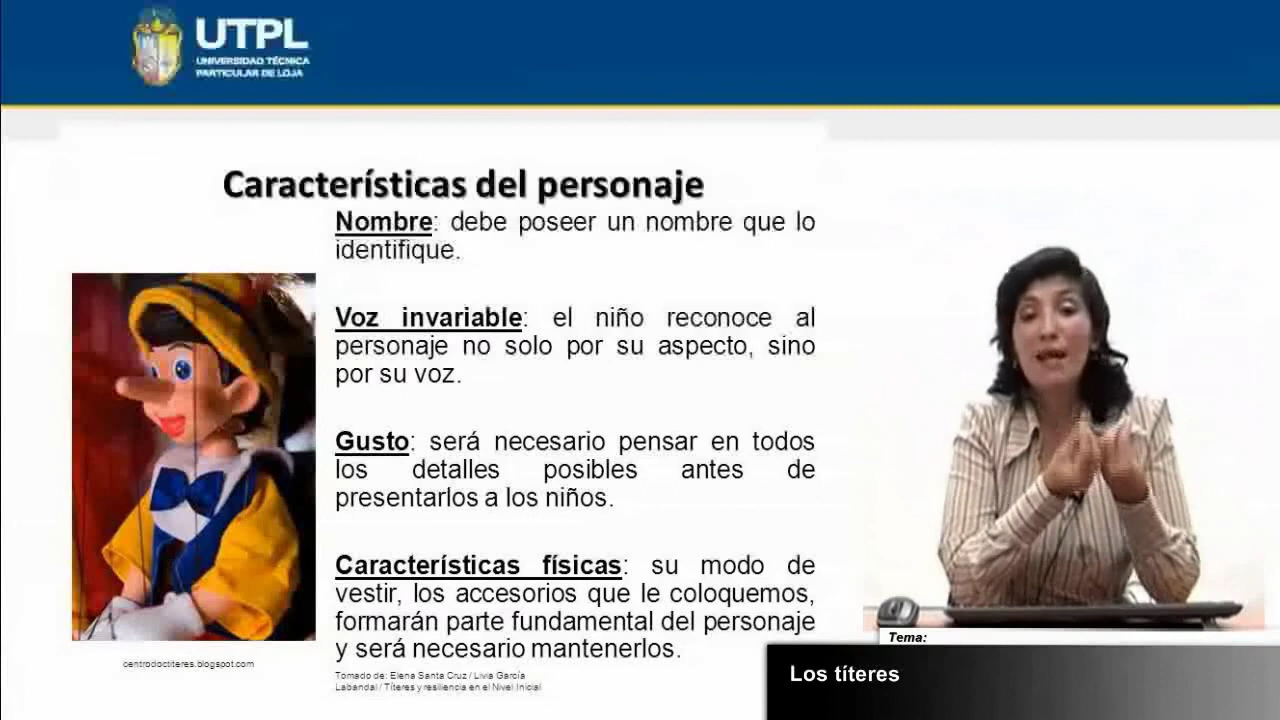 UTPL
UNIVERSIDAD TÉCNICA
PARTICULAR DE LOJA
Características del personaje
Nombre: debe poseer un nombre que lo
identifique.
Voz invariable: el niño reconoce al
personaje no solo por su aspecto, sino
por su voz.
Gusto: será necesario pensar en todos
los detalles posibles antes de
presentarlos a los niños.
Características físicas: su modo de
vestir, los accesorios que le coloquemos,
formarán parte fundamental del personaje
y será necesario mantenerlos.
centrodoctiteres.blogspot.com
Tomado de: Elena Santa Cruz / Livia García
Labandal / Títeres y resiliencia en el Nivel Inicial
Tema:
Los títeres